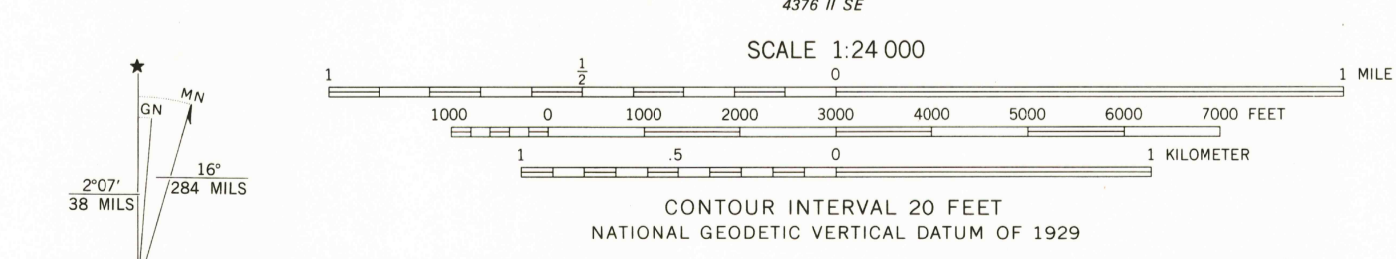 4376 II SE
SCALE 1:24 000
1 1/2 0 1 MILE
1000 0 1000 2000 3000 4000 5000 6000 7000 FEET
1 .5 0 1 KILOMETER
CONTOUR INTERVAL 20 FEET
NATIONAL GEODETIC VERTICAL DATUM OF 1929
★
MN
GN
16°
284 MILS
2°07′
38 MILS